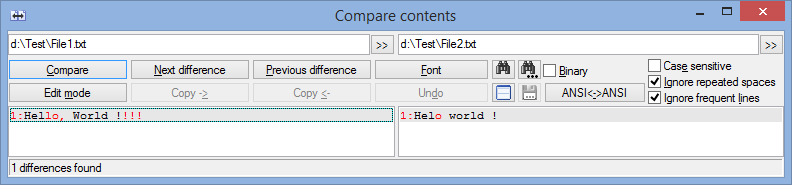 Compare contents
d:\Test\File1.txt >> d:\Test\File2.txt >>
Compare Next difference Previous difference Font Binary Case sensitive
Ignore repeated spaces
Edit mode Copy -> Copy <- Undo ANSI<->ANSI Ignore frequent lines
1:Hello, World !!!! 1:Helo world !
1 differences found